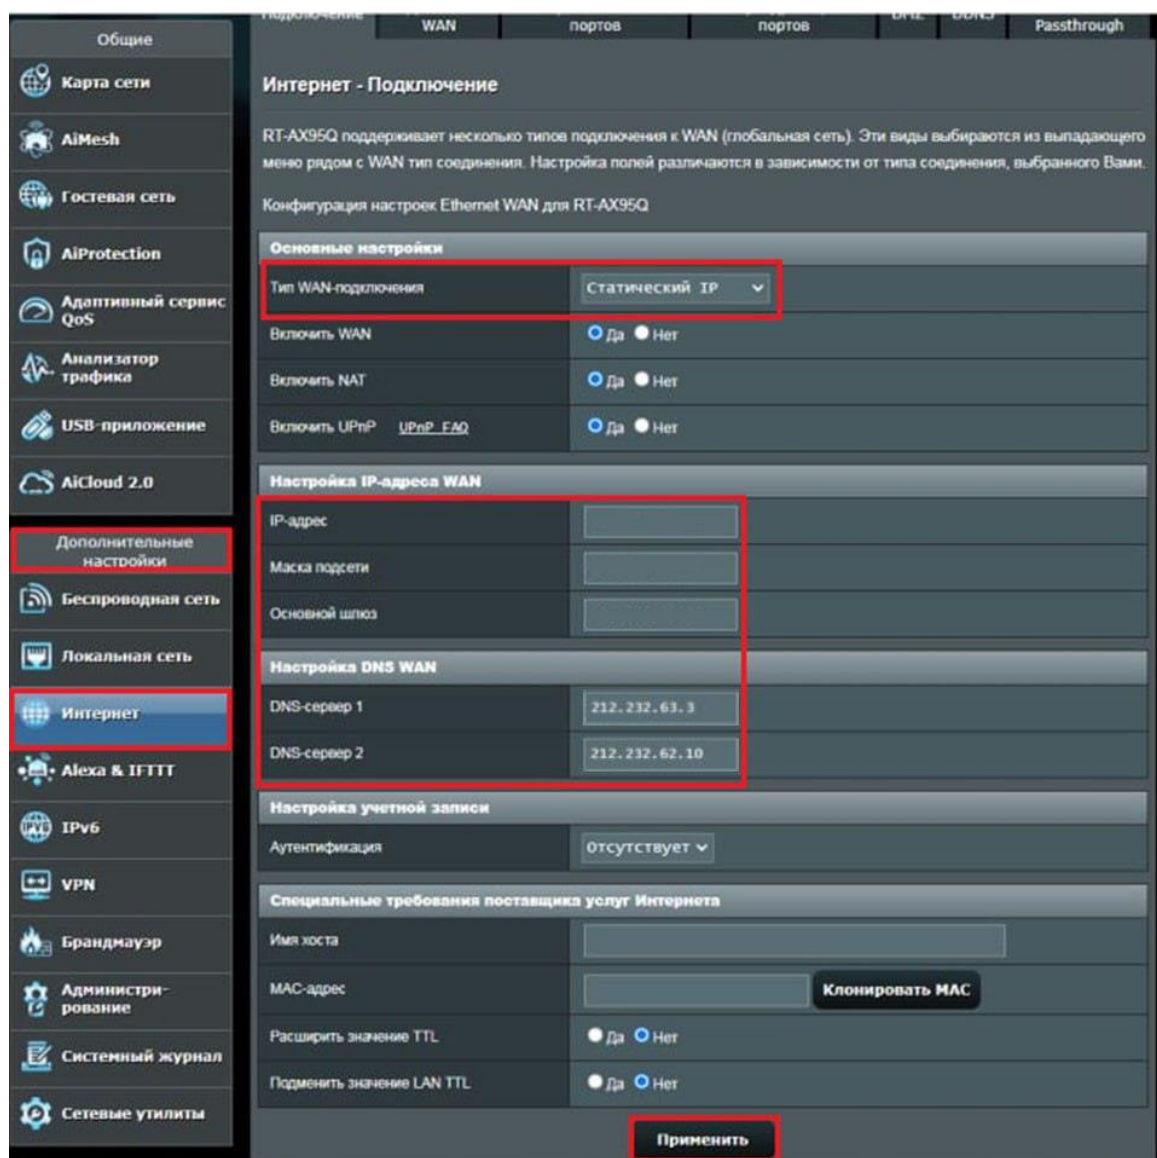 Общие
Карта сети
AiMesh
Гостевая сеть
AiProtection
Адаптивный сервис
QoS
Анализатор
трафика
USB-приложение
AiCloud 2.0
Дополнительные
настройки
Беспроводная сеть
Локальная сеть
Интернет
Alexa & IFTTT
IPv6
VPN
Брандмауэр
Администри-
рование
Системный журнал
Сетевые утилиты
Подключение
WAN
портов
портов
DMZ
DDNS
Passthrough
Интернет - Подключение
RT-AX95Q поддерживает несколько типов подключения к WAN (глобальная сеть). Эти виды выбираются из выпадающего
меню рядом с WAN тип соединения. Настройка полей различаются в зависимости от типа соединения, выбранного Вами.
Конфигурация настроек Ethernet WAN для RT-AX95Q
Основные настройки
Тип WAN-подключения Статический IP
Включить WAN Да Нет
Включить NAT Да Нет
Включить UPnP UPnP FAQ Да Нет
Настройка IP-адреса WAN
IP-адрес
Маска подсети
Основной шлюз
Настройка DNS WAN
DNS-сервер 1 212.232.63.3
DNS-сервер 2 212.232.62.10
Настройка учетной записи
Аутентификация Отсутствует
Специальные требования поставщика услуг Интернета
Имя хоста
MAC-адрес Клонировать MAC
Расширить значение TTL Да Нет
Подменить значение LAN TTL Да Нет
Применить